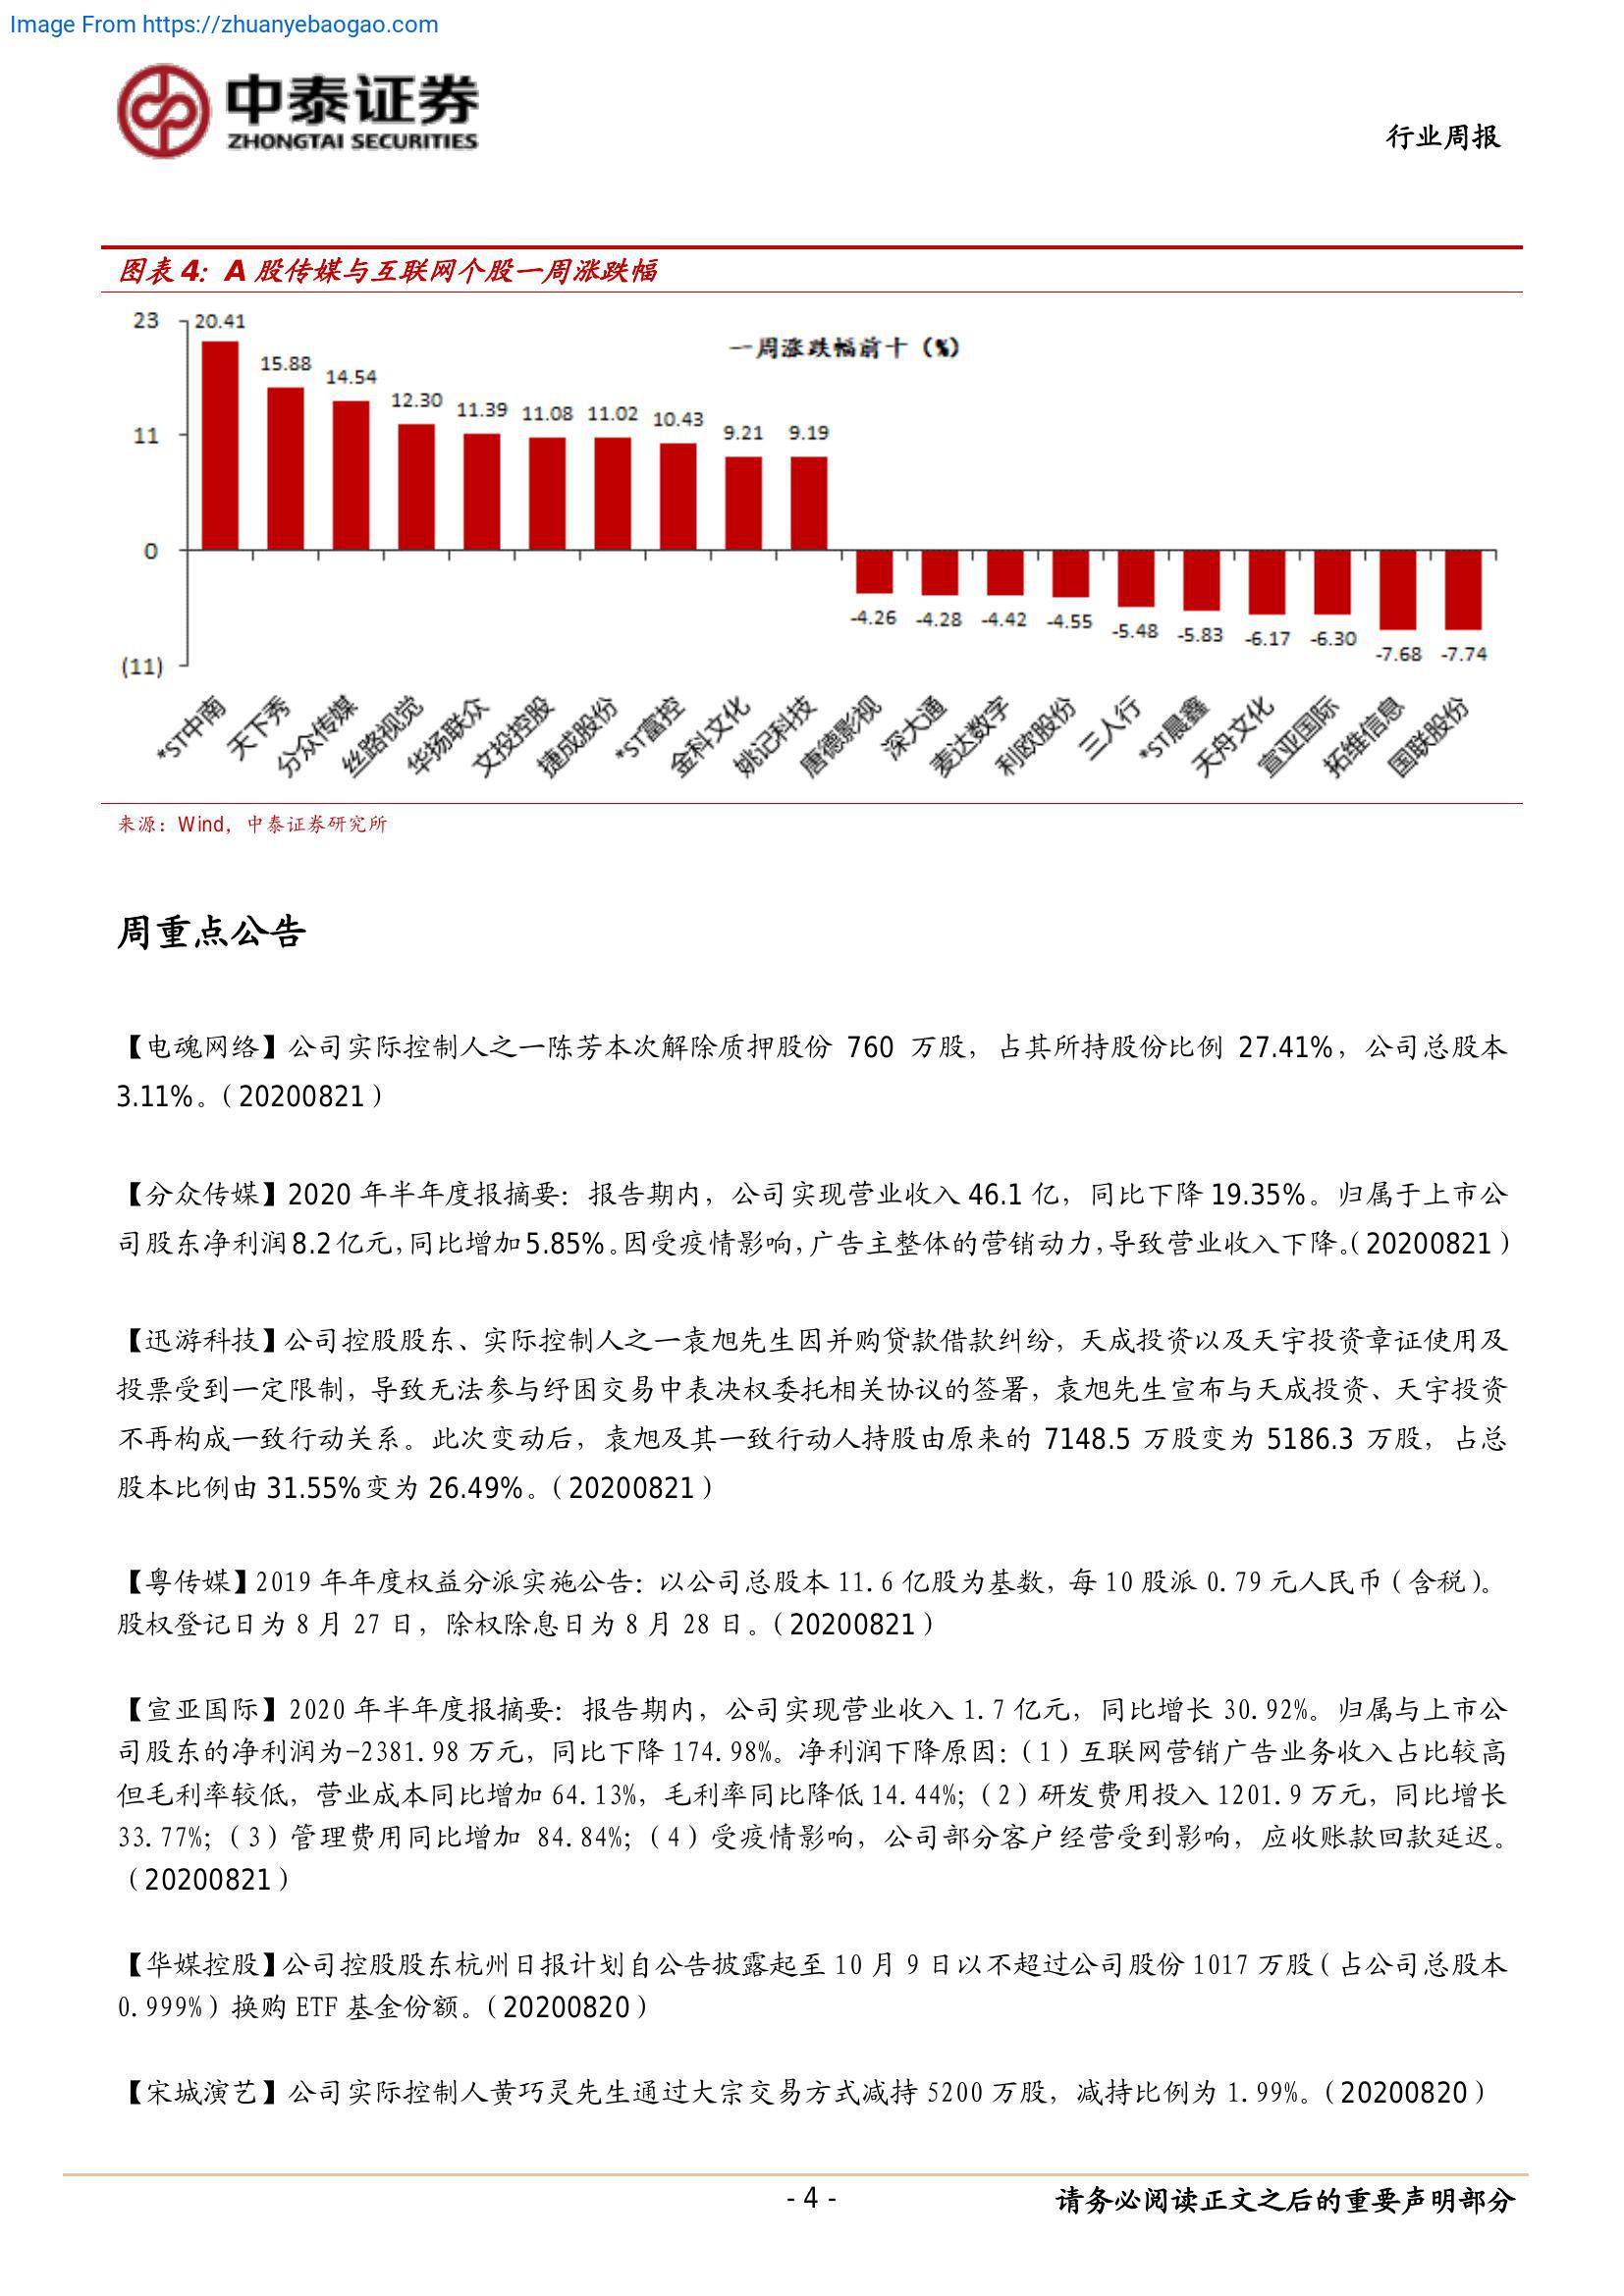 Image From https://zhuanyebaogao.com
中泰证券
ZHONGTAI SECURITIES
行业周报
图表 4：A 股传媒与互联网个股一周涨跌幅
一周涨跌幅前十（%）
23
11
0
(11)
20.41
15.88
14.54
12.30
11.39
11.08
11.02
10.43
9.21
9.19
-4.26
-4.28
-4.42
-4.55
-5.48
-5.83
-6.17
-6.30
-7.68
-7.74
*ST中南
天下秀
分众传媒
丝路视觉
华扬联众
文投控股
捷成股份
*ST富控
金科文化
姚记科技
唐德影视
深大通
麦达数字
利欧股份
三人行
*ST晨鑫
天舟文化
宣亚国际
拓维信息
国联股份
来源：Wind，中泰证券研究所
周重点公告
【电魂网络】公司实际控制人之一陈芳本次解除质押股份 760 万股，占其所持股份比例 27.41%，公司总股本
3.11%。（20200821）
【分众传媒】2020 年半年度报摘要：报告期内，公司实现营业收入 46.1 亿，同比下降 19.35%。归属于上市公
司股东净利润 8.2 亿元，同比增加 5.85%。因受疫情影响，广告主整体的营销动力，导致营业收入下降。（20200821）
【迅游科技】公司控股股东、实际控制人之一袁旭先生因并购贷款借款纠纷，天成投资以及天宇投资章证使用及
投票受到一定限制，导致无法参与纾困交易中表决权委托相关协议的签署，袁旭先生宣布与天成投资、天宇投资
不再构成一致行动关系。此次变动后，袁旭及其一致行动人持股由原来的 7148.5 万股变为 5186.3 万股，占总
股本比例由 31.55%变为 26.49%。（20200821）
【粤传媒】2019 年年度权益分派实施公告：以公司总股本 11.6 亿股为基数，每 10 股派 0.79 元人民币（含税）。
股权登记日为 8 月 27 日，除权除息日为 8 月 28 日。（20200821）
【宣亚国际】2020 年半年度报摘要：报告期内，公司实现营业收入 1.7 亿元，同比增长 30.92%。归属与上市公
司股东的净利润为-2381.98 万元，同比下降 174.98%。净利润下降原因：（1）互联网营销广告业务收入占比较高
但毛利率较低，营业成本同比增加 64.13%，毛利率同比降低 14.44%；（2）研发费用投入 1201.9 万元，同比增长
33.77%；（3）管理费用同比增加 84.84%；（4）受疫情影响，公司部分客户经营受到影响，应收账款回款延迟。
（20200821）
【华媒控股】公司控股股东杭州日报计划自公告披露起至 10 月 9 日以不超过公司股份 1017 万股（占公司总股本
0.999%）换购 ETF 基金份额。（20200820）
【宋城演艺】公司实际控制人黄巧灵先生通过大宗交易方式减持 5200 万股，减持比例为 1.99%。（20200820）
- 4 -
请务必阅读正文之后的重要声明部分